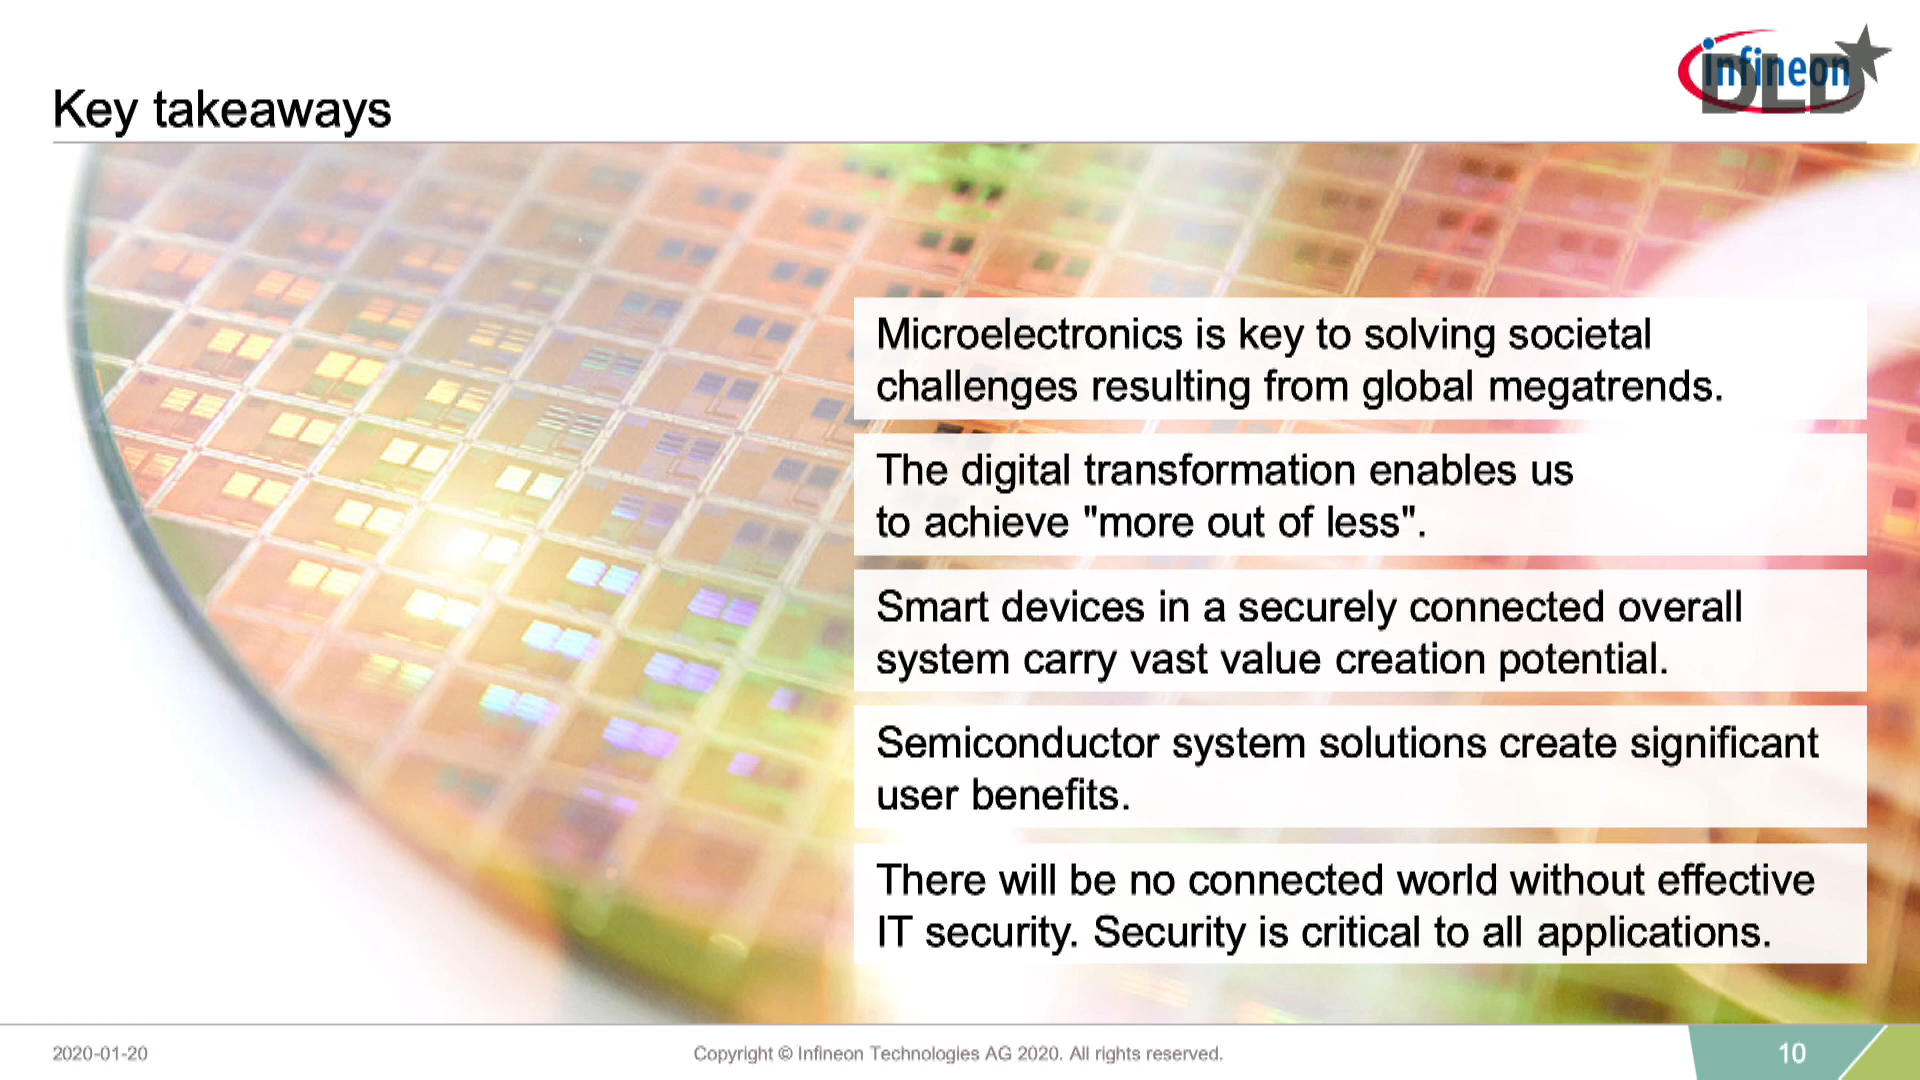 infineon
DLD
Key takeaways
Microelectronics is key to solving societal
challenges resulting from global megatrends.
The digital transformation enables us
to achieve "more out of less".
Smart devices in a securely connected overall
system carry vast value creation potential.
Semiconductor system solutions create significant
user benefits.
There will be no connected world without effective
IT security. Security is critical to all applications.
2020-01-20
Copyright © Infineon Technologies AG 2020. All rights reserved.
10